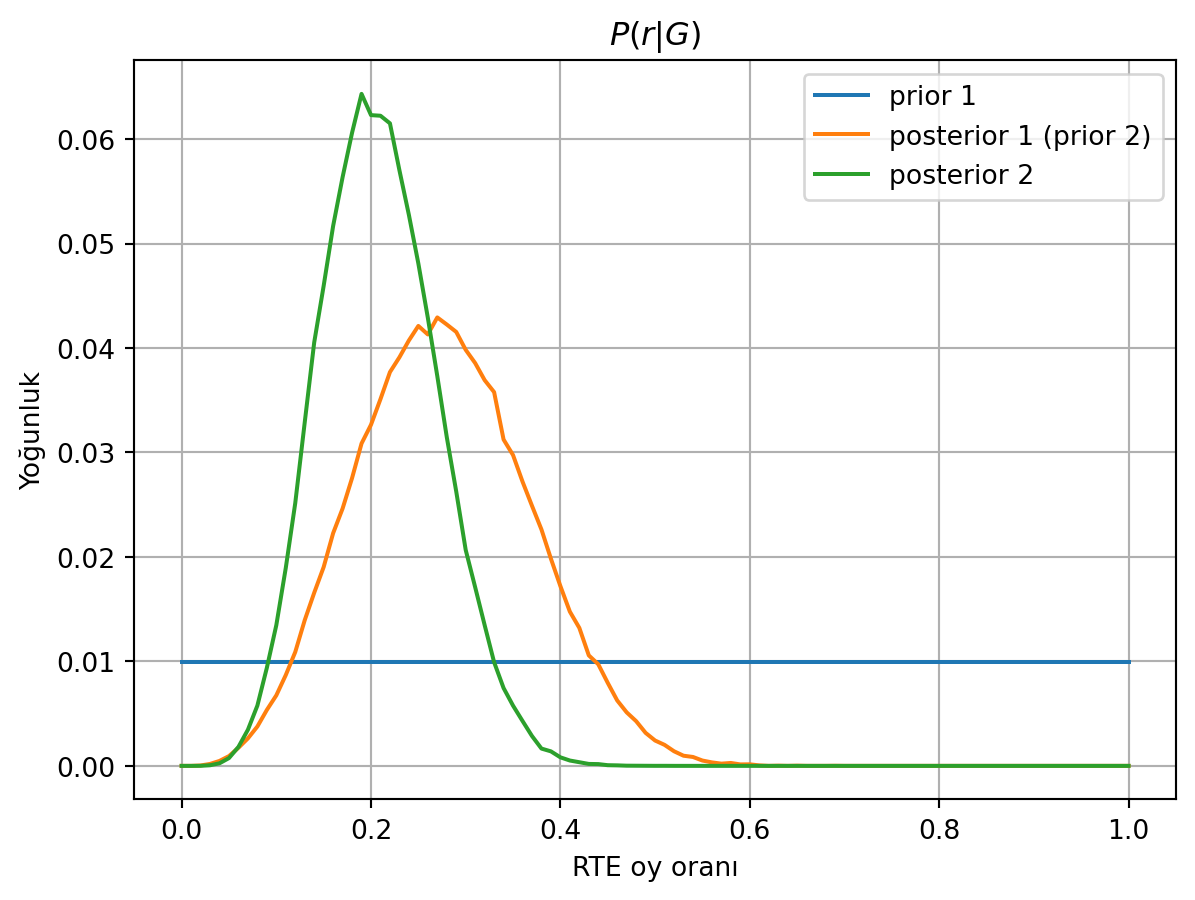 P(r|G)
prior 1
posterior 1 (prior 2)
posterior 2
Yoğunluk
0.06
0.05
0.04
0.03
0.02
0.01
0.00
0.0 0.2 0.4 0.6 0.8 1.0
RTE oy oranı